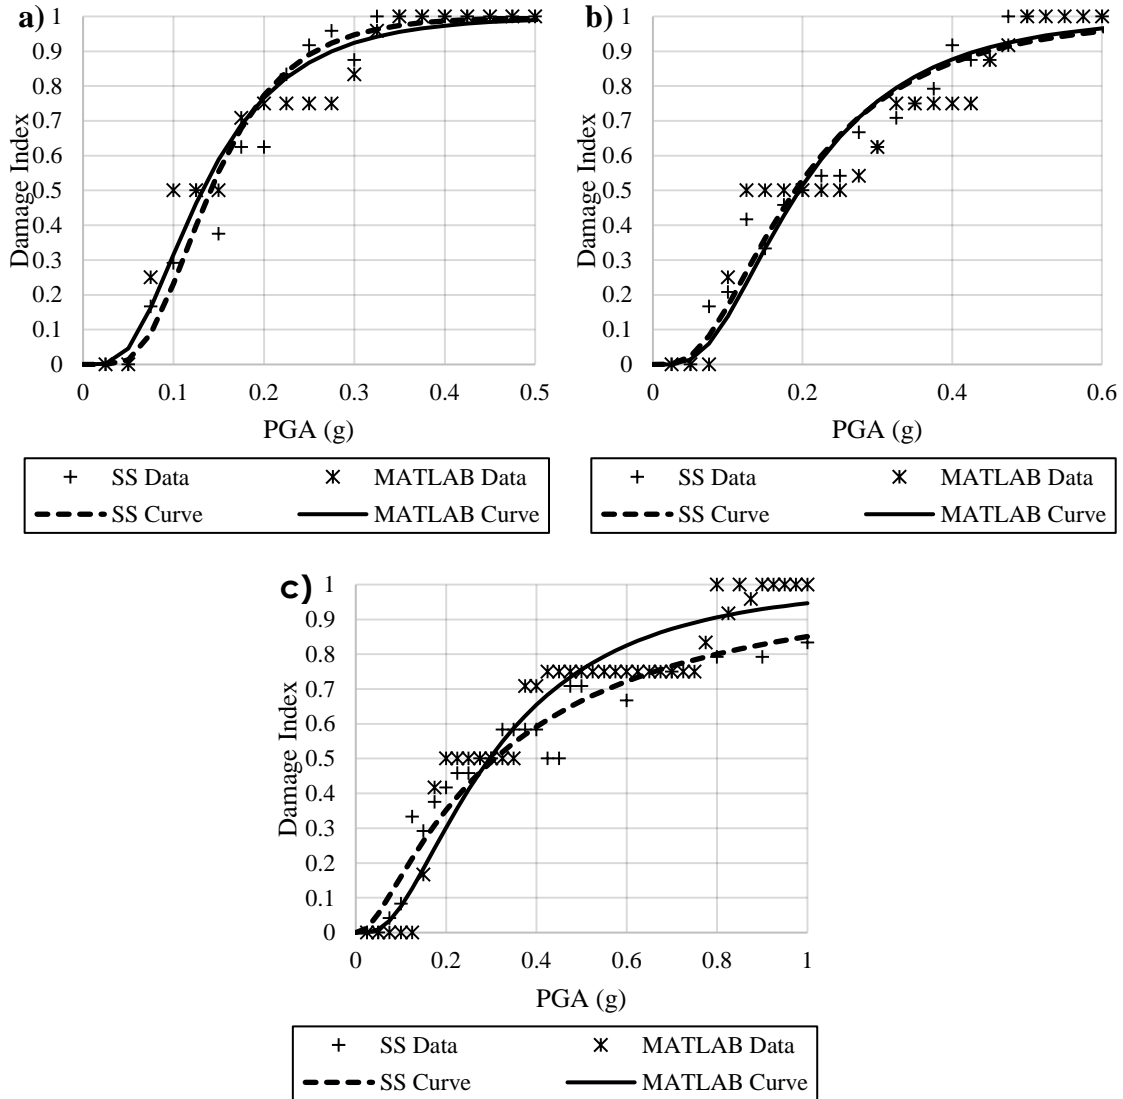 a)
1
0.9
0.8
0.7
0.6
0.5
0.4
0.3
0.2
0.1
0
Damage Index
0 0.1 0.2 0.3 0.4 0.5
PGA (g)
SS Data MATLAB Data
SS Curve MATLAB Curve
b)
1
0.9
0.8
0.7
0.6
0.5
0.4
0.3
0.2
0.1
0
Damage Index
0 0.2 0.4 0.6
PGA (g)
SS Data MATLAB Data
SS Curve MATLAB Curve
c)
1
0.9
0.8
0.7
0.6
0.5
0.4
0.3
0.2
0.1
0
Damage Index
0 0.2 0.4 0.6 0.8 1
PGA (g)
SS Data MATLAB Data
SS Curve MATLAB Curve